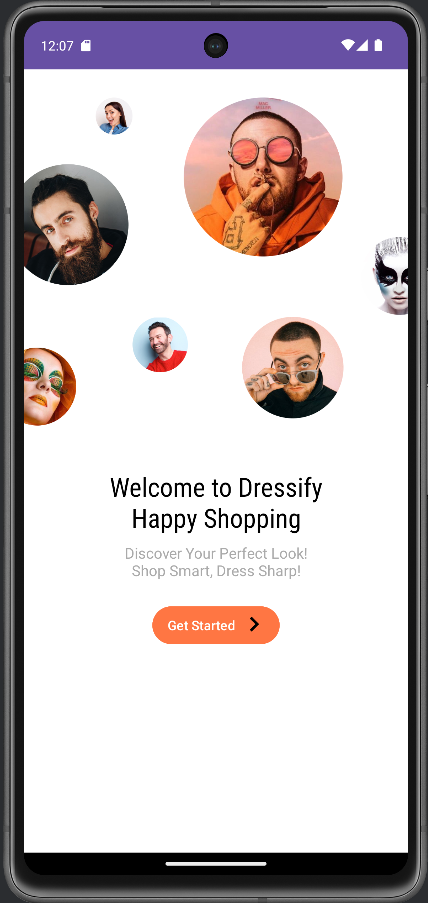 12:07
Welcome to Dressify
Happy Shopping
Discover Your Perfect Look!
Shop Smart, Dress Sharp!
Get Started